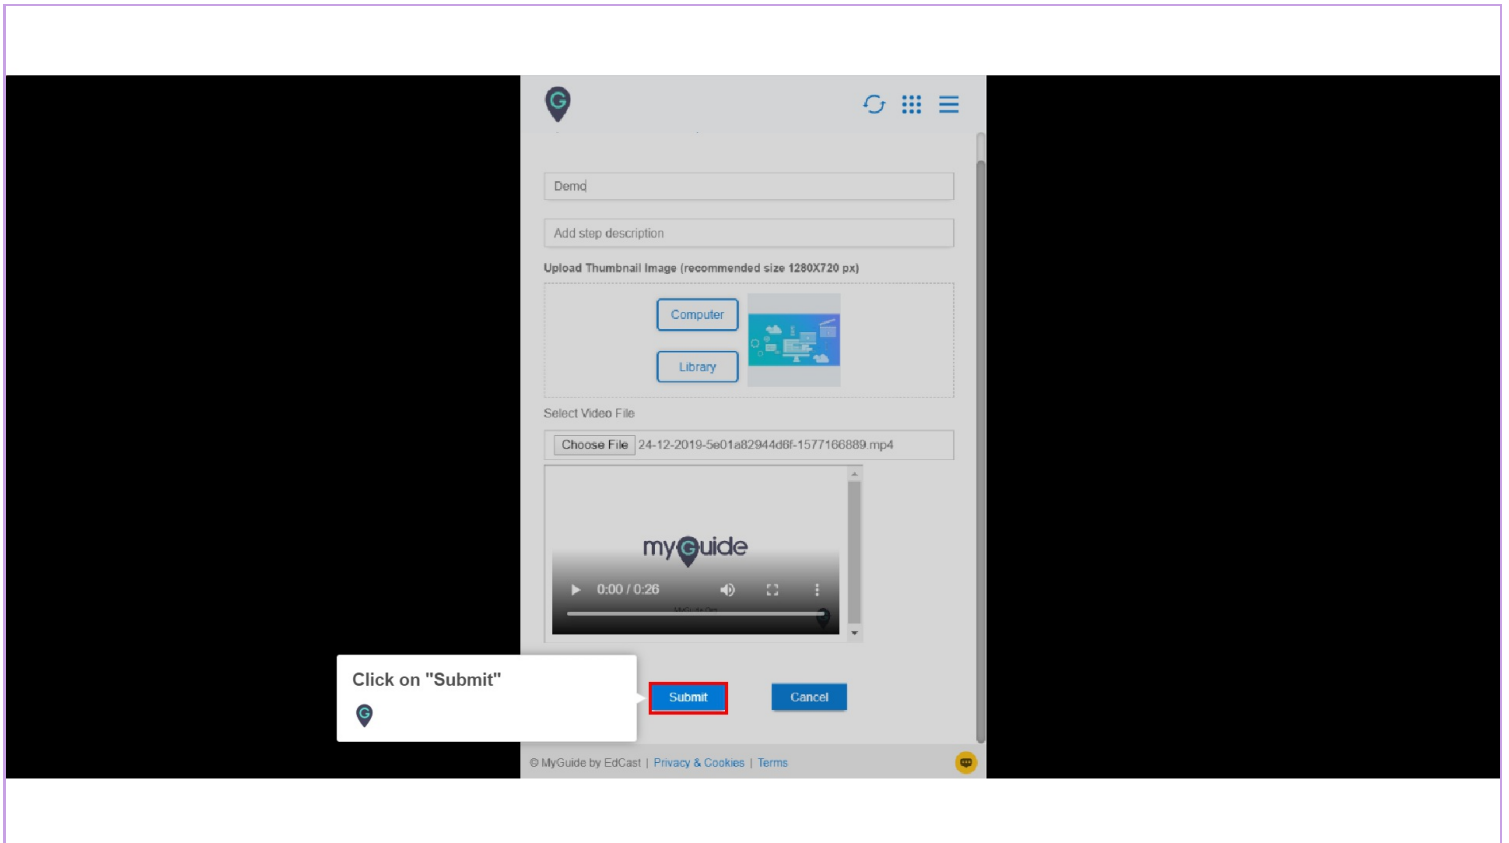 Demo
Add step description
Upload Thumbnail Image (recommended size 1280X720 px)
Computer
Library
Select Video File
Choose File 24-12-2019-5e01a82944d6f-1577166889.mp4
myGuide
0:00 / 0:26
Click on "Submit"
Submit
Cancel
© MyGuide by EdCast | Privacy & Cookies | Terms